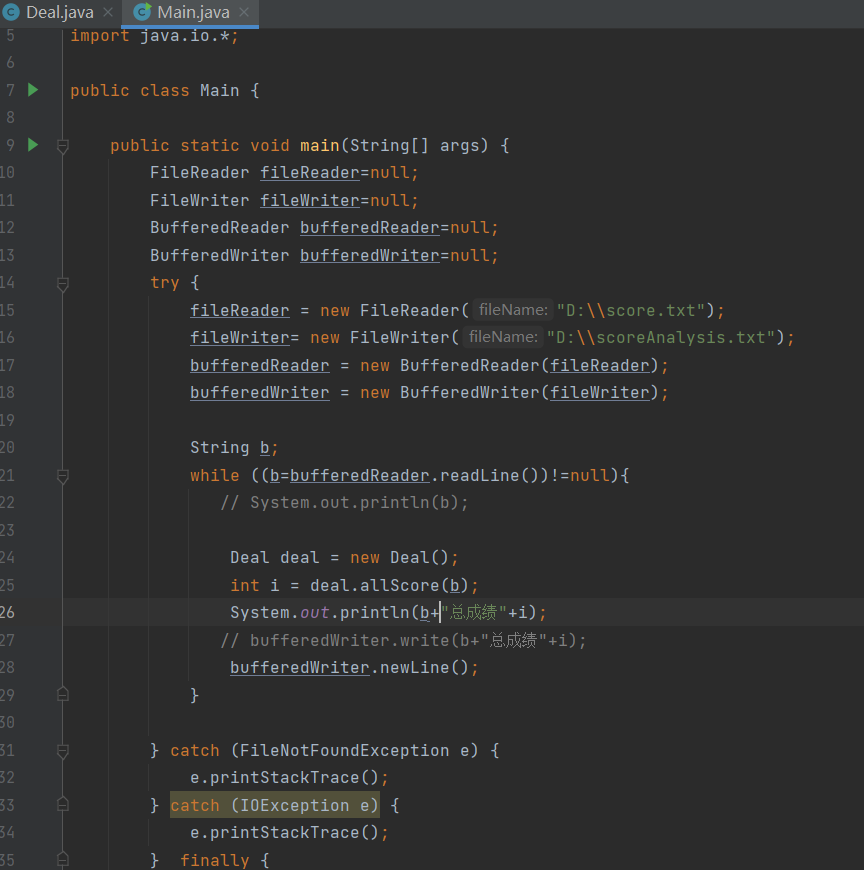 Deal.java × Main.java ×
5 import java.io.*;
6
7 public class Main {
8
9 public static void main(String[] args) {
10 FileReader fileReader=null;
11 FileWriter fileWriter=null;
12 BufferedReader bufferedReader=null;
13 BufferedWriter bufferedWriter=null;
14 try {
15 fileReader = new FileReader( fileName: "D:\\score.txt");
16 fileWriter= new FileWriter( fileName: "D:\\scoreAnalysis.txt");
17 bufferedReader = new BufferedReader(fileReader);
18 bufferedWriter = new BufferedWriter(fileWriter);
19
20 String b;
21 while ((b=bufferedReader.readLine())!=null){
22 // System.out.println(b);
23
24 Deal deal = new Deal();
25 int i = deal.allScore(b);
26 System.out.println(b+"总成绩"+i);
27 // bufferedWriter.write(b+"总成绩"+i);
28 bufferedWriter.newLine();
29 }
30
31 } catch (FileNotFoundException e) {
32 e.printStackTrace();
33 } catch (IOException e) {
34 e.printStackTrace();
35 } finally {